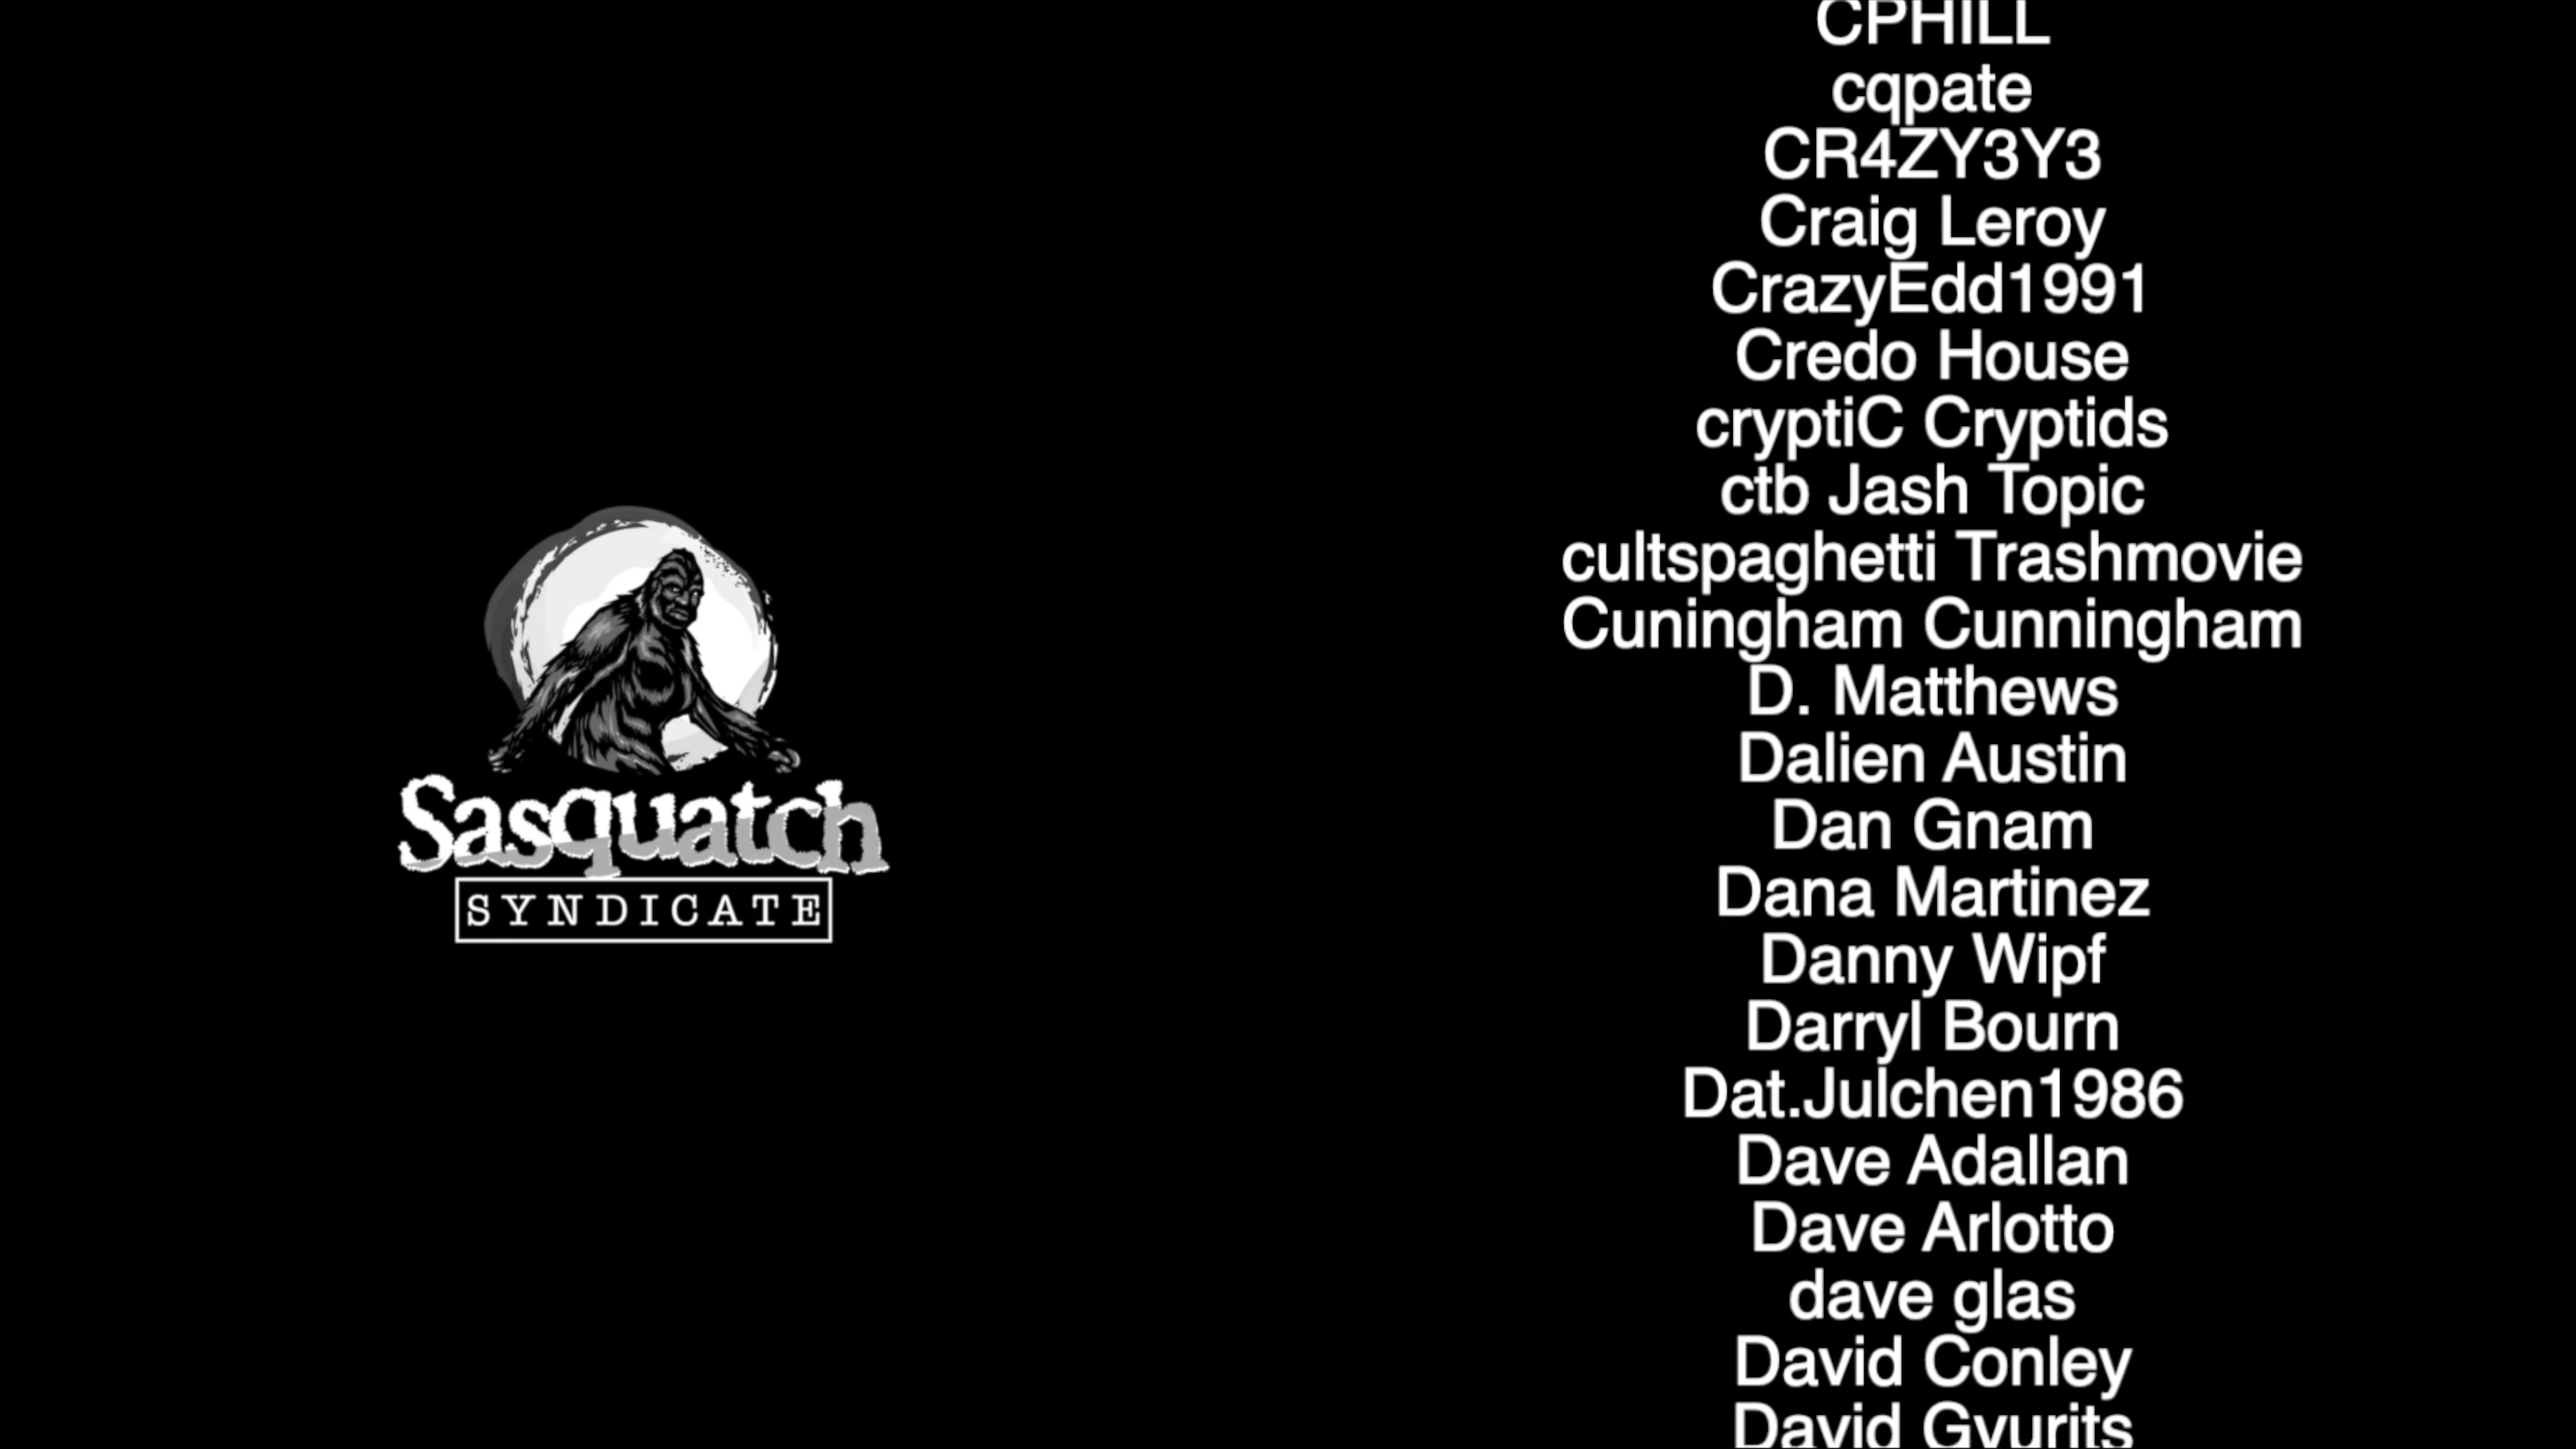 Sasquatch
SYNDICATE
CPHILL
cqpate
CR4ZY3Y3
Craig Leroy
CrazyEdd1991
Credo House
cryptiC Cryptids
ctb Jash Topic
cultspaghetti Trashmovie
Cuningham Cunningham
D. Matthews
Dalien Austin
Dan Gnam
Dana Martinez
Danny Wipf
Darryl Bourn
Dat.Julchen1986
Dave Adallan
Dave Arlotto
dave glas
David Conley
David Gyurits